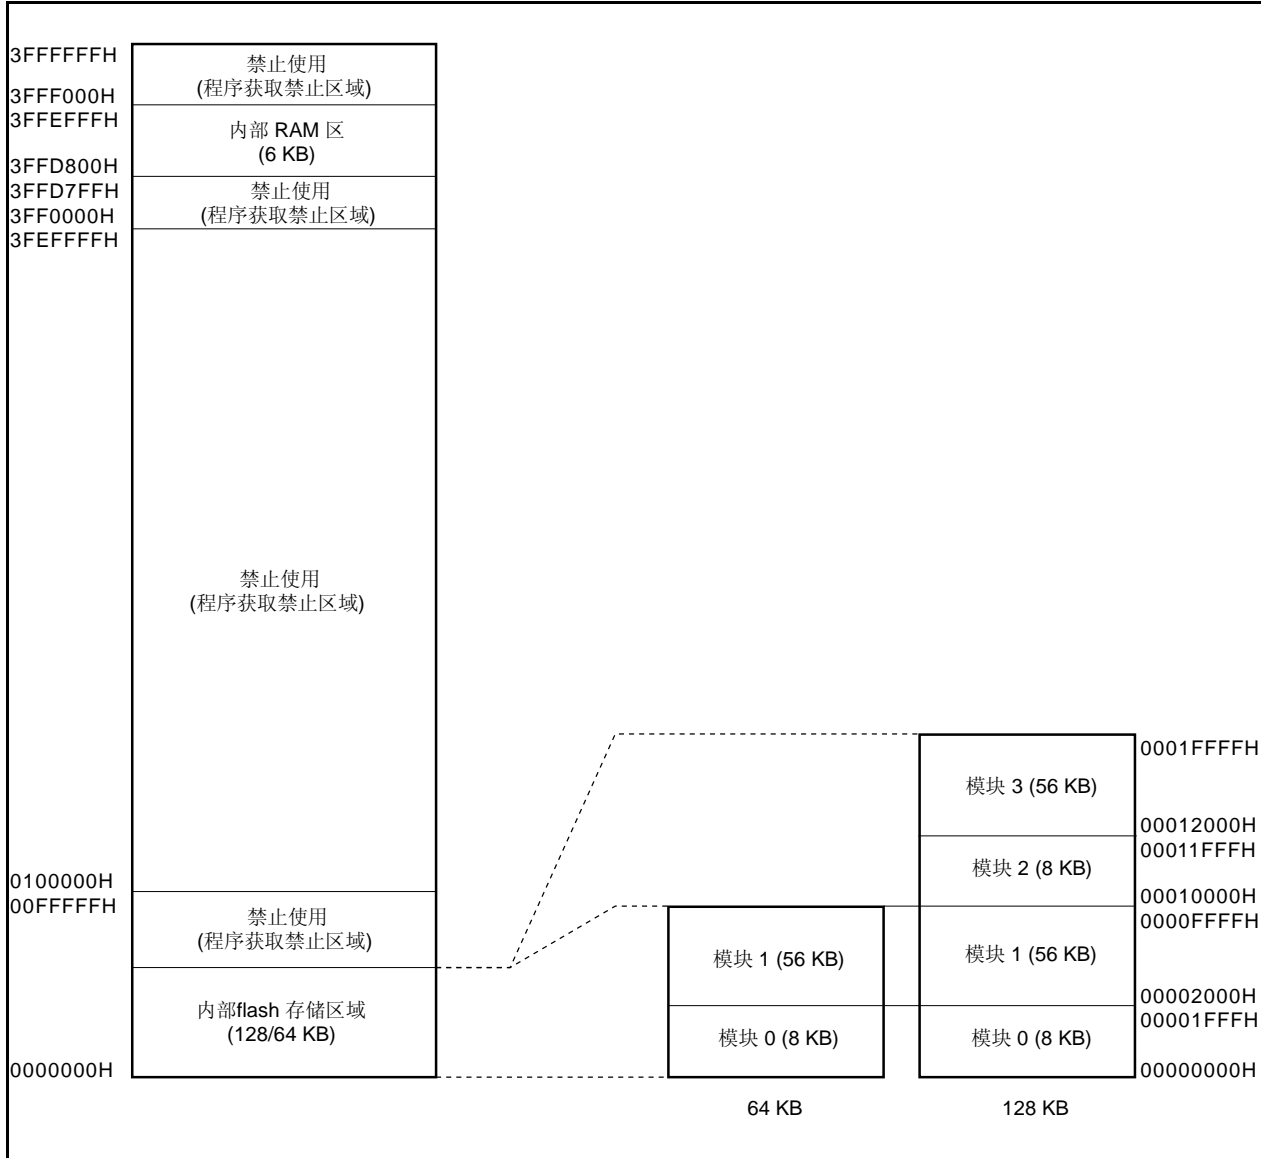 3FFFFFFH
禁止使用
(程序获取禁止区域)
3FFF000H
3FFEFFFH
内部 RAM 区
(6 KB)
3FFD800H
3FFD7FFH
禁止使用
(程序获取禁止区域)
3FF0000H
3FEFFFFH
禁止使用
(程序获取禁止区域)
0100000H
00FFFFFH
禁止使用
(程序获取禁止区域)
内部flash 存储区域
(128/64 KB)
0000000H
模块 1 (56 KB)
模块 0 (8 KB)
64 KB
0001FFFFH
模块 3 (56 KB)
00012000H
00011FFFH
模块 2 (8 KB)
00010000H
0000FFFFH
模块 1 (56 KB)
00002000H
00001FFFH
模块 0 (8 KB)
00000000H
128 KB